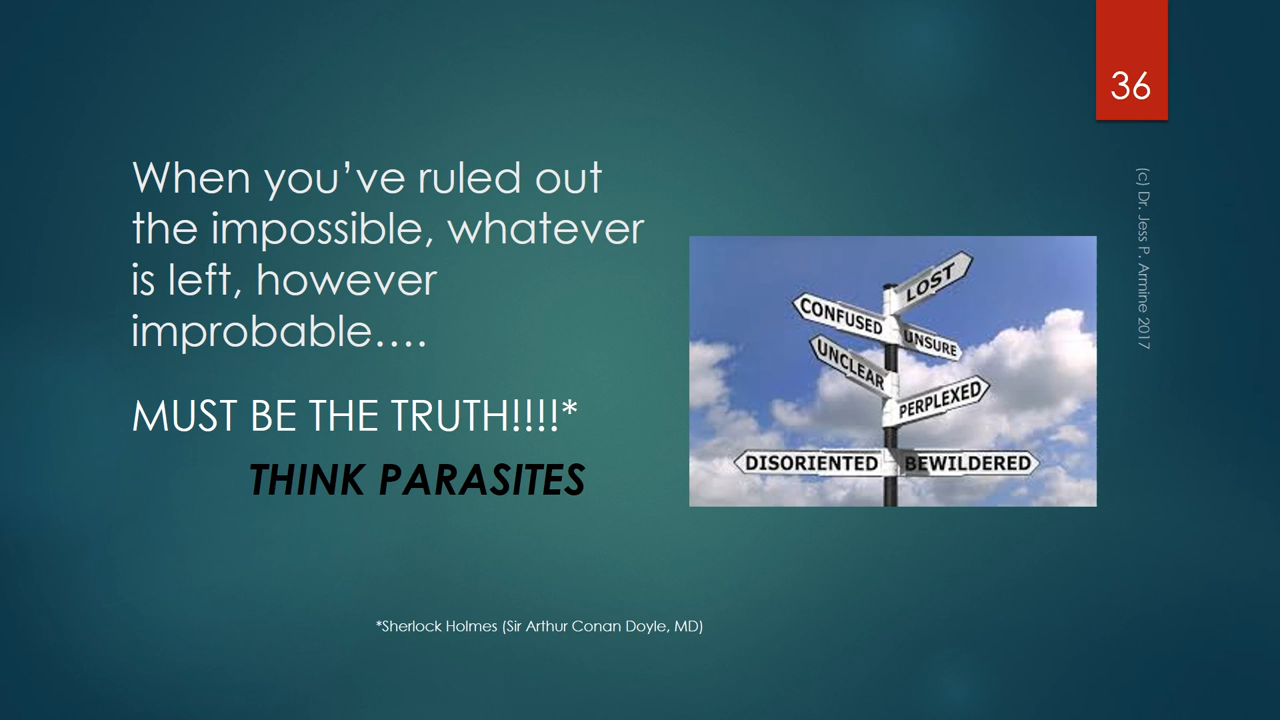 36
When you’ve ruled out
the impossible, whatever
is left, however
improbable....
MUST BE THE TRUTH!!!!*
THINK PARASITES
LOST
CONFUSED
UNSURE
UNCLEAR
PERPLEXED
DISORIENTED
BEWILDERED
(c) Dr. Jess P. Armine 2017
*Sherlock Holmes (Sir Arthur Conan Doyle, MD)